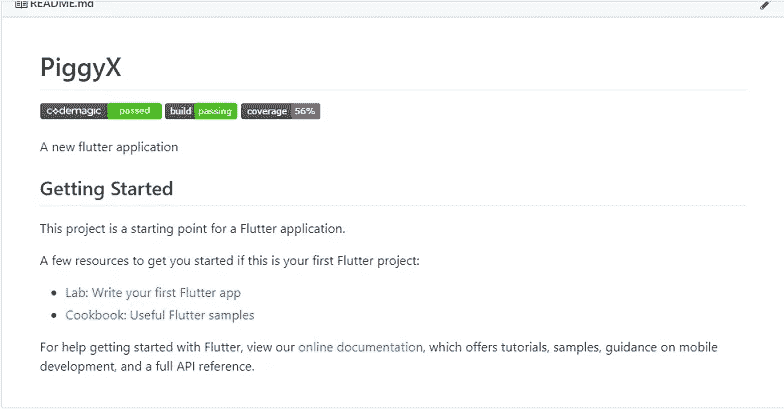 README.md
PiggyX
codemagic passed build passing coverage 56%
A new flutter application
Getting Started
This project is a starting point for a Flutter application.
A few resources to get you started if this is your first Flutter project:
• Lab: Write your first Flutter app
• Cookbook: Useful Flutter samples
For help getting started with Flutter, view our online documentation, which offers tutorials, samples, guidance on mobile
development, and a full API reference.